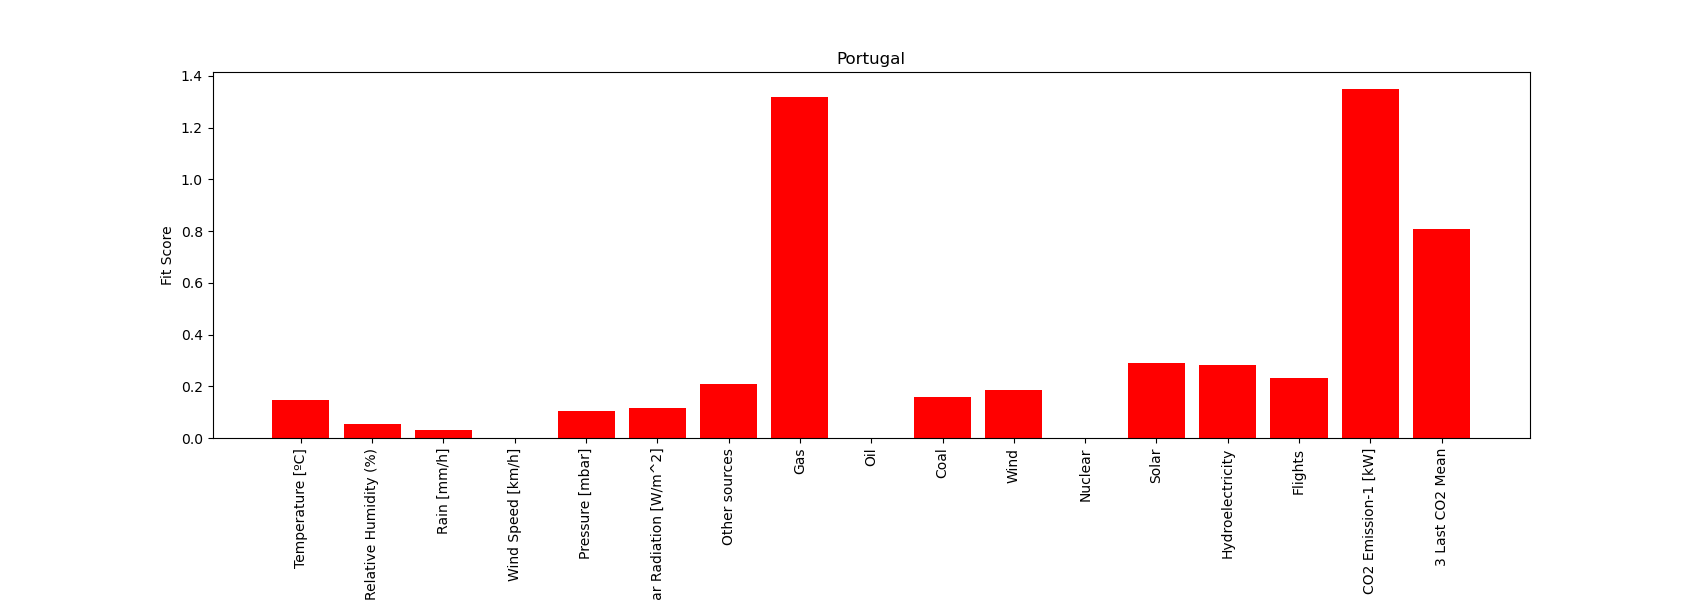 Portugal
Fit Score
1.4
1.2
1.0
0.8
0.6
0.4
0.2
0.0
Temperature [ºC]
Relative Humidity (%)
Rain [mm/h]
Wind Speed [km/h]
Pressure [mbar]
ar Radiation [W/m^2]
Other sources
Gas
Oil
Coal
Wind
Nuclear
Solar
Hydroelectricity
Flights
CO2 Emission-1 [kW]
3 Last CO2 Mean